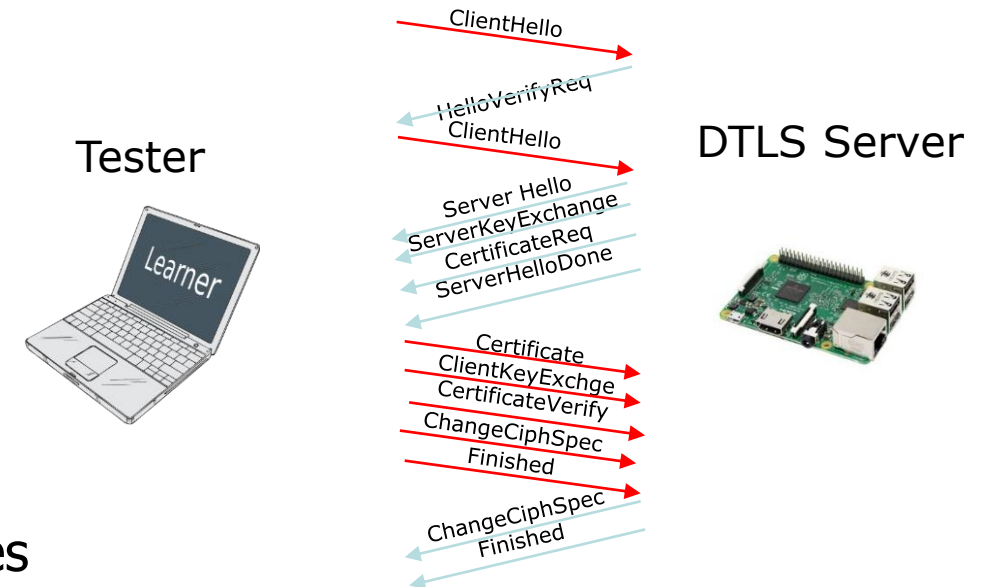 ClientHello
HelloVerifyReq
ClientHello
Tester
DTLS Server
Learner
Server Hello
ServerKeyExchange
CertificateReq
ServerHelloDone
Certificate
ClientKeyExchge
CertificateVerify
ChangeCiphSpec
Finished
ChangeCiphSpec
Finished
es